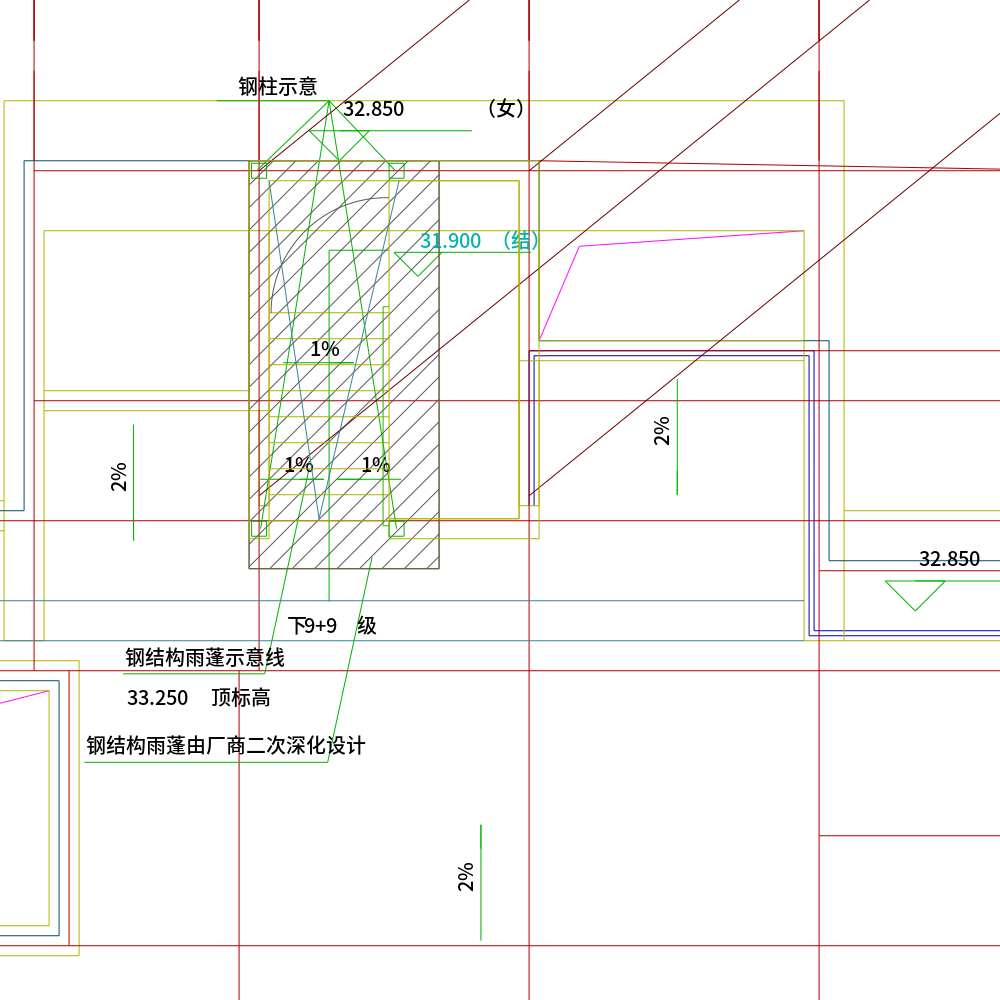 钢柱示意
32.850 （女）
31.900 （结）
1%
2%
1% 1%
2%
32.850
下9+9 级
钢结构雨蓬示意线
33.250 顶标高
钢结构雨蓬由厂商二次深化设计
2%